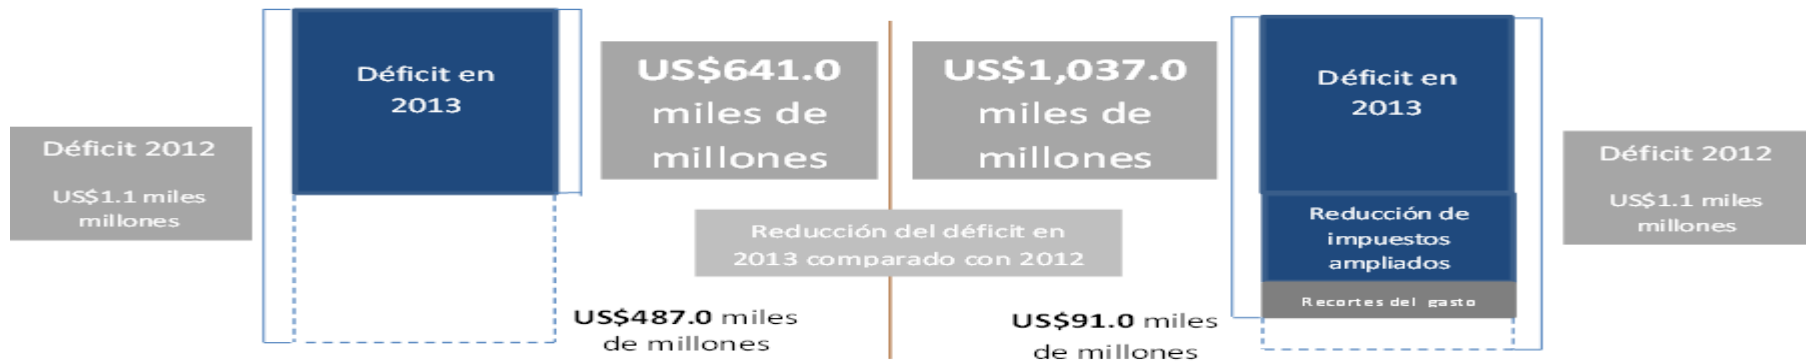 Déficit 2012
US$1.1 miles
millones
Déficit en
2013
US$641.0
miles de
millones
US$487.0 miles
de millones
Reducción del déficit en
2013 comparado con 2012
US$1,037.0
miles de
millones
US$91.0 miles
de millones
Déficit en
2013
Reducción de
impuestos
ampliados
Recortes del gasto
Déficit 2012
US$1.1 miles
millones